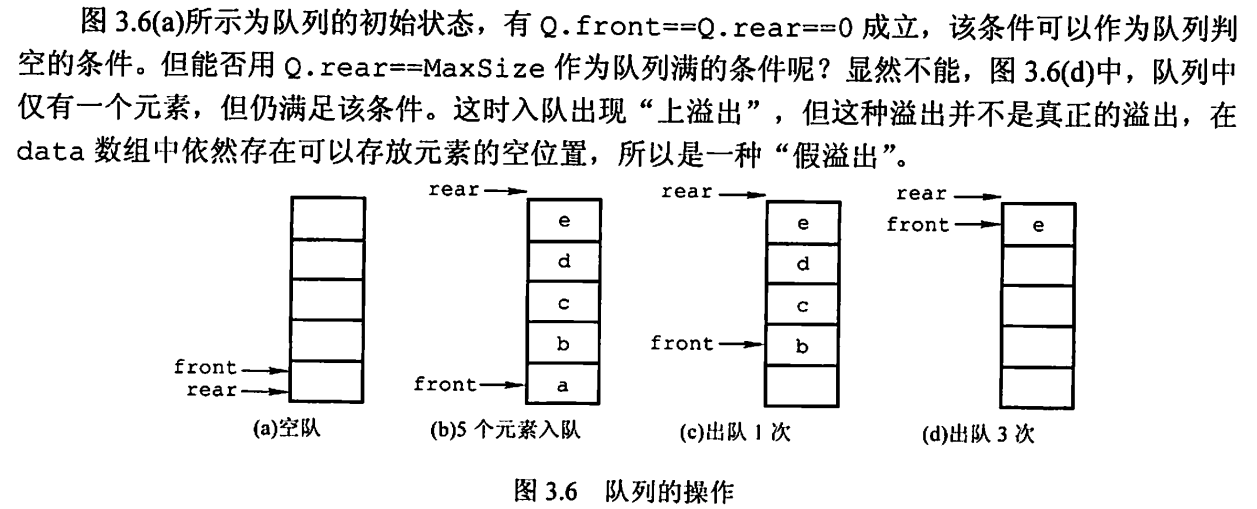 图 3.6(a)所示为队列的初始状态，有 Q.front==Q.rear==0 成立，该条件可以作为队列判
空的条件。但能否用 Q.rear==MaxSize 作为队列满的条件呢？显然不能，图 3.6(d)中，队列中
仅有一个元素，但仍满足该条件。这时入队出现“上溢出”，但这种溢出并不是真正的溢出，在
data 数组中依然存在可以存放元素的空位置，所以是一种“假溢出”。
front
rear
(a)空队
rear
e
d
c
b
front
a
(b)5 个元素入队
rear
e
d
c
front
b
(c)出队 1 次
rear
front
e
(d)出队 3 次
图 3.6 队列的操作